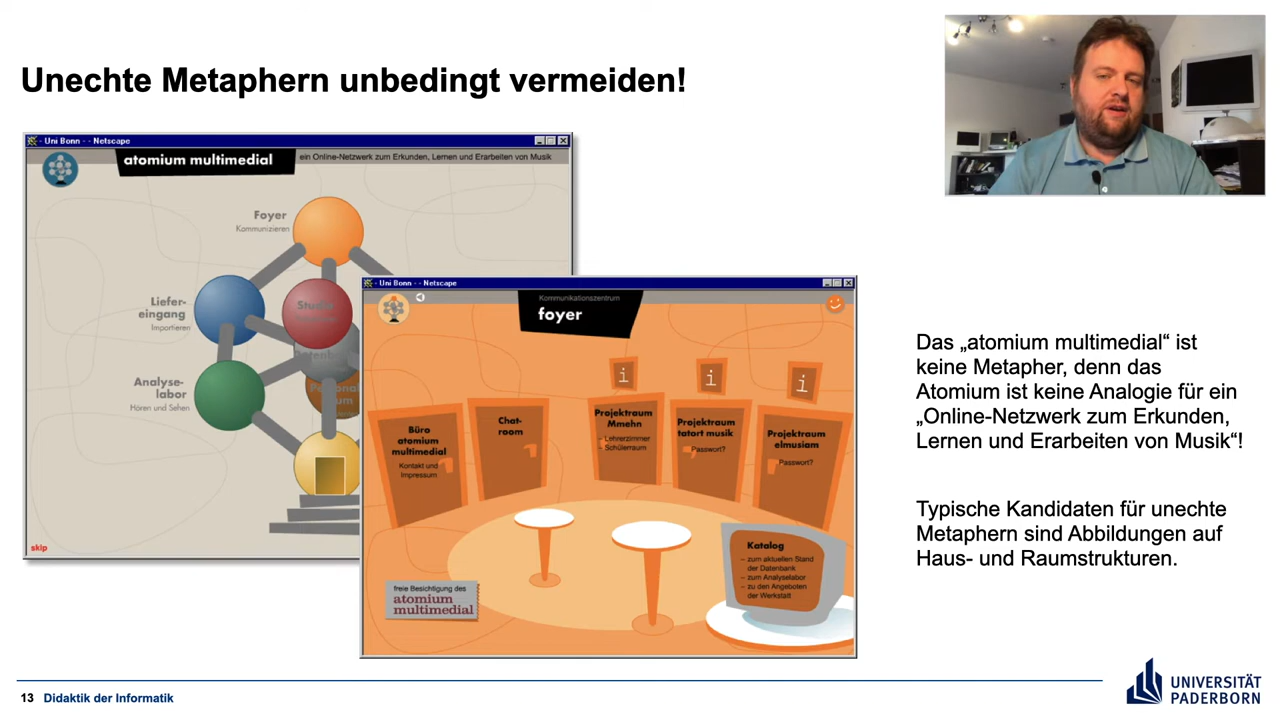 Unechte Metaphern unbedingt vermeiden!
- Uni Bonn - - Netscape
atomium multimedial
ein Online-Netzwerk zum Erkunden, Lernen und Erarbeiten von Musik
Foyer
Kommunizieren
Liefer-
eingang
Importieren
Analyse-
labor
Hören und Sehen
skip
- Uni Bonn - - Netscape
Kommunikationszentrum
foyer
i
i
i
Büro
atomium
multimedial
Kontakt und
Impressum
Chat-
room
Projektraum
Mmehn
– Lehrerzimmer
– Schülerraum
Projektraum
tatort musik
Passwort?
Projektraum
elmusiam
Passwort?
Katalog
– zum aktuellen Stand
der Datenbank
– zum Analyselabor
– zu den Angeboten
der Werkstatt
freie Besichtigung des
atomium
multimedial
Das „atomium multimedial“ ist
keine Metapher, denn das
Atomium ist keine Analogie für ein
„Online-Netzwerk zum Erkunden,
Lernen und Erarbeiten von Musik“!
Typische Kandidaten für unechte
Metaphern sind Abbildungen auf
Haus- und Raumstrukturen.
13 Didaktik der Informatik
UNIVERSITÄT
PADERBORN